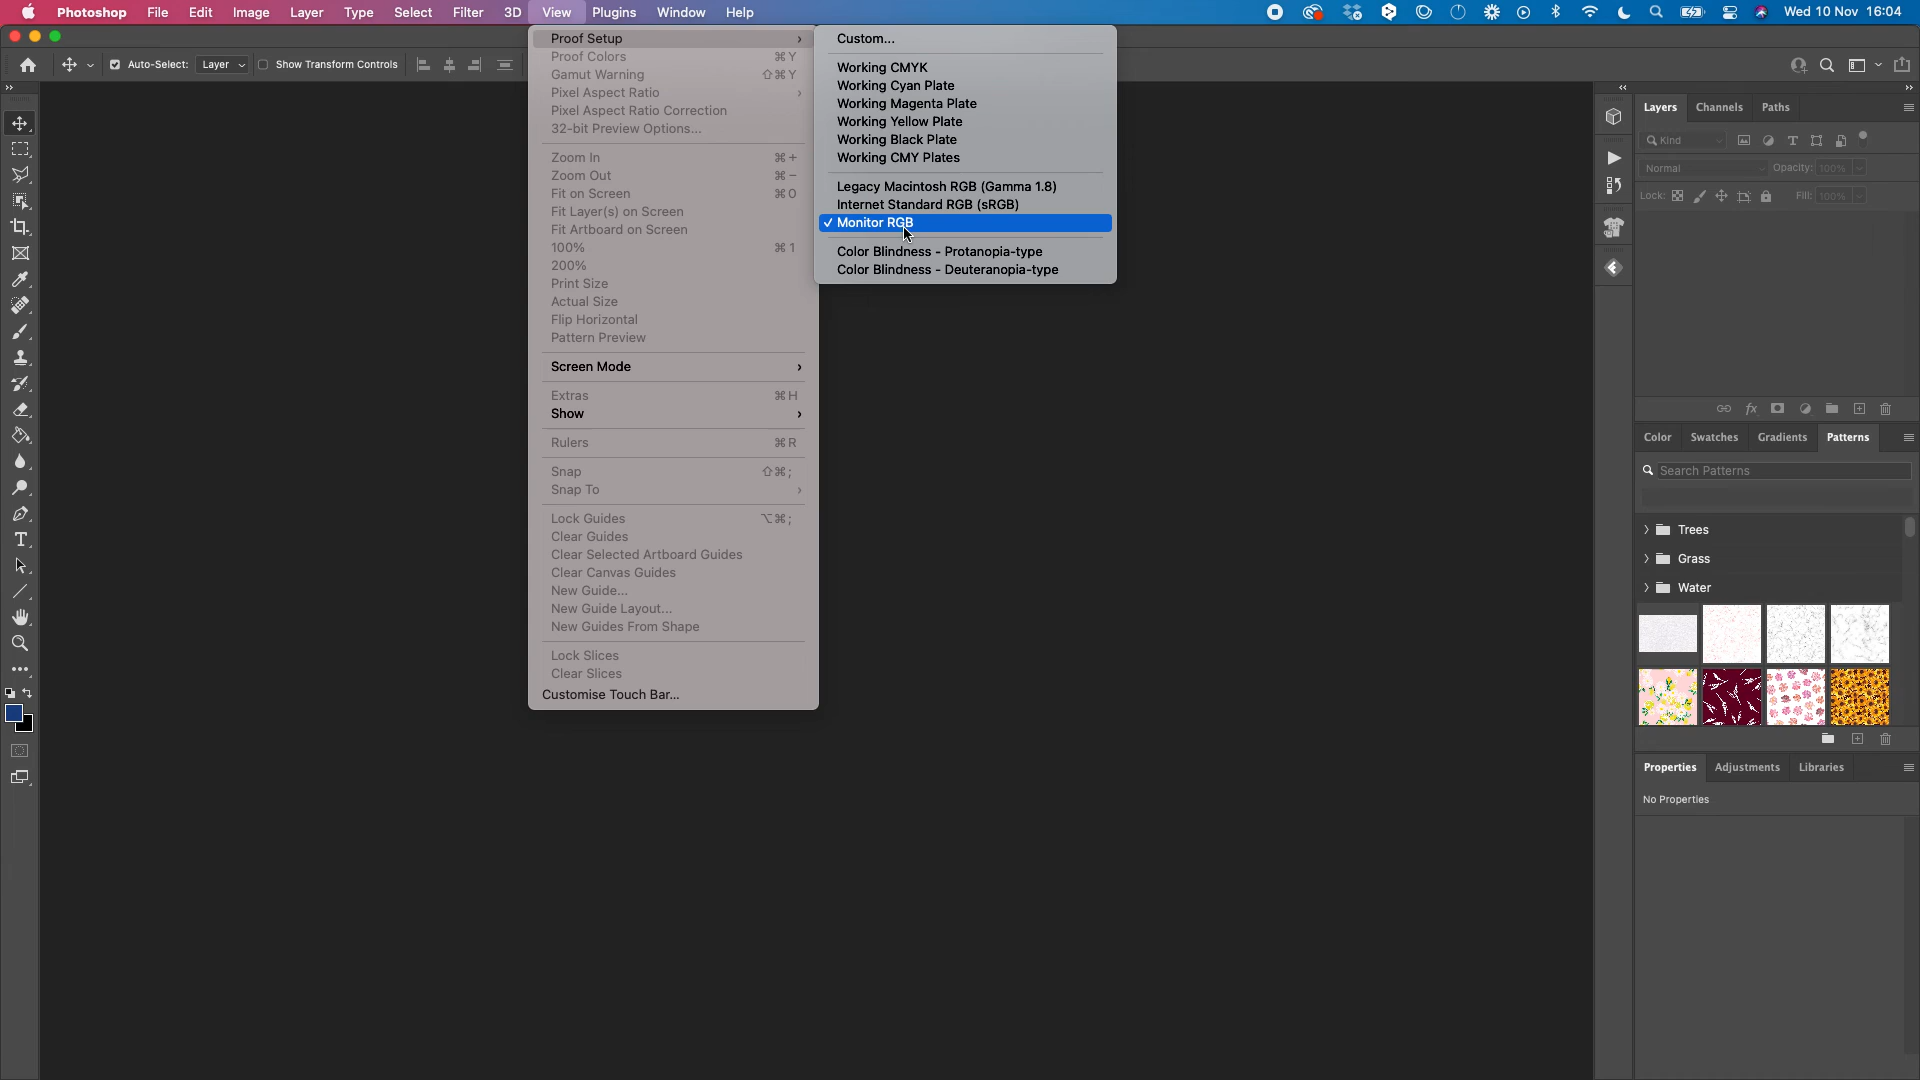 Photoshop File Edit Image Layer Type Select Filter 3D View Plugins Window Help Wed 10 Nov 16:04
Auto-Select: Layer Show Transform Controls
Proof Setup ›
Proof Colors ⌘Y
Gamut Warning ⇧⌘Y
Pixel Aspect Ratio ›
Pixel Aspect Ratio Correction
32-bit Preview Options...
Zoom In ⌘+
Zoom Out ⌘−
Fit on Screen ⌘0
Fit Layer(s) on Screen
Fit Artboard on Screen
100% ⌘1
200%
Print Size
Actual Size
Flip Horizontal
Pattern Preview
Screen Mode ›
Extras ⌘H
Show ›
Rulers ⌘R
Snap ⇧⌘;
Snap To ›
Lock Guides ⌥⌘;
Clear Guides
Clear Selected Artboard Guides
Clear Canvas Guides
New Guide...
New Guide Layout...
New Guides From Shape
Lock Slices
Clear Slices
Customise Touch Bar...
Custom...
Working CMYK
Working Cyan Plate
Working Magenta Plate
Working Yellow Plate
Working Black Plate
Working CMY Plates
Legacy Macintosh RGB (Gamma 1.8)
Internet Standard RGB (sRGB)
✓ Monitor RGB
Color Blindness - Protanopia-type
Color Blindness - Deuteranopia-type
Layers Channels Paths
Kind
Normal Opacity: 100%
Lock: Fill: 100%
Color Swatches Gradients Patterns
Search Patterns
Trees
Grass
Water
Properties Adjustments Libraries
No Properties